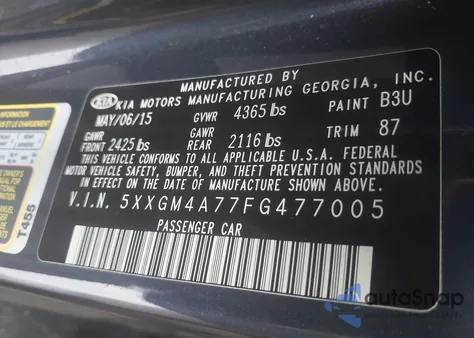 MANUFACTURED BY
KIA KIA MOTORS MANUFACTURING GEORGIA, INC.
MAY/06/15 GVWR 4365 lbs PAINT B3U
GAWR FRONT 2425 lbs GAWR REAR 2116 lbs TRIM 87
THIS VEHICLE CONFORMS TO ALL APPLICABLE U.S.A. FEDERAL
MOTOR VEHICLE SAFETY, BUMPER, AND THEFT PREVENTION STANDARDS
IN EFFECT ON THE DATE OF MANUFACTURE SHOWN ABOVE.
V.I.N. 5XXGM4A77FG477005
PASSENGER CAR
T455
autoSnap